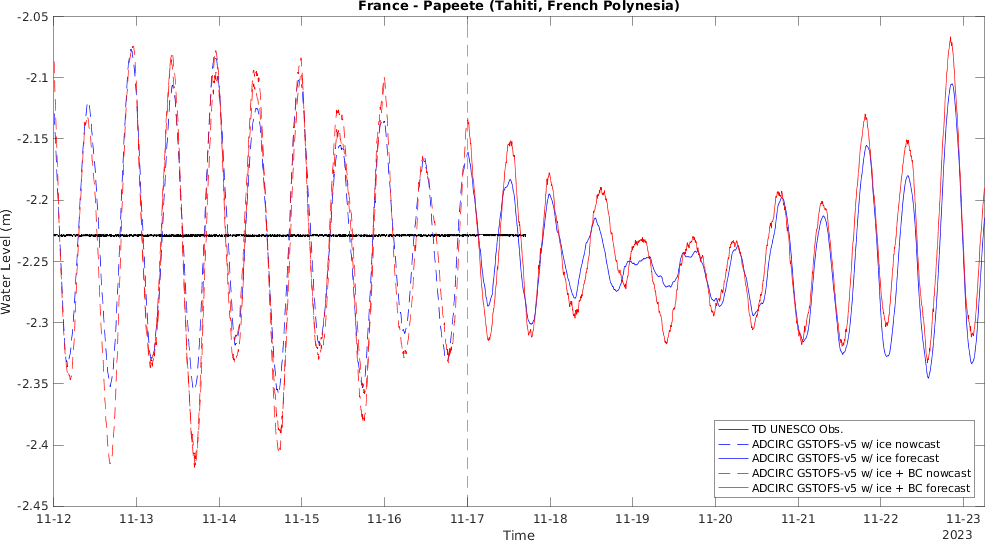 France - Papeete (Tahiti, French Polynesia)
-2.05
-2.1
-2.15
-2.2
-2.25
-2.3
-2.35
-2.4
-2.45
Water Level (m)
TD UNESCO Obs.
ADCIRC GSTOFS-v5 w/ ice nowcast
ADCIRC GSTOFS-v5 w/ ice forecast
ADCIRC GSTOFS-v5 w/ ice + BC nowcast
ADCIRC GSTOFS-v5 w/ ice + BC forecast
11-12 11-13 11-14 11-15 11-16 11-17 11-18 11-19 11-20 11-21 11-22 11-23
Time
2023